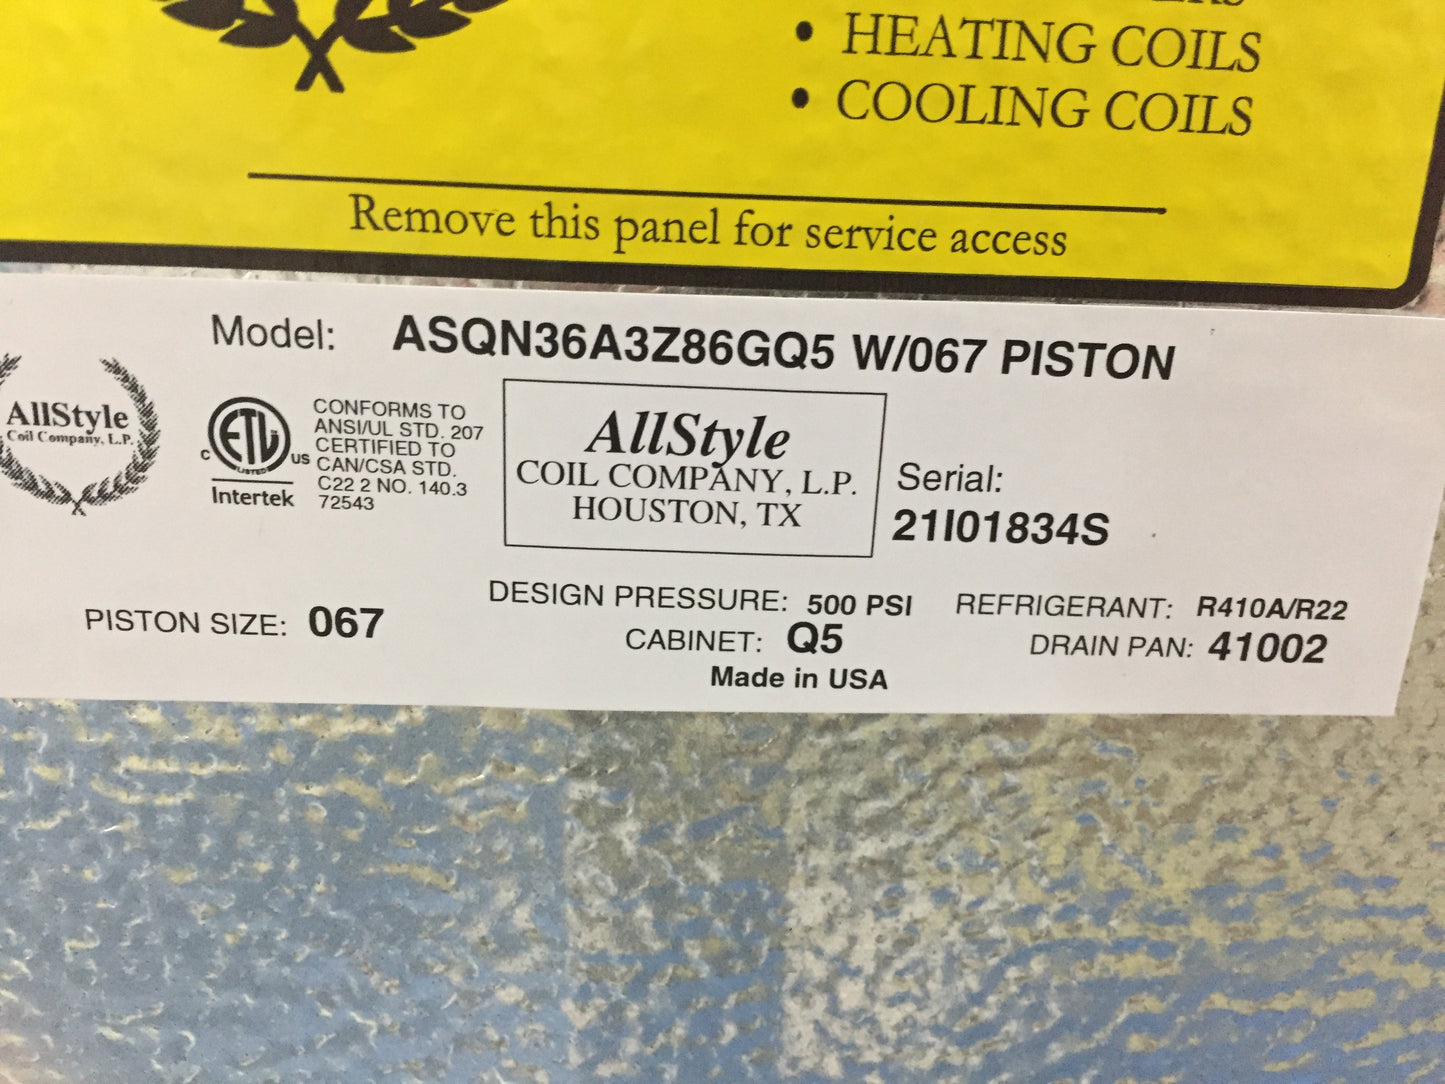 • HEATING COILS
• COOLING COILS
Remove this panel for service access
Model: ASQN36A3Z86GQ5 W/067 PISTON
AllStyle
Coil Company, L.P.
ETL
LISTED
C US
Intertek
CONFORMS TO
ANSI/UL STD. 207
CERTIFIED TO
CAN/CSA STD.
C22 2 NO. 140.3
72543
AllStyle
COIL COMPANY, L.P.
HOUSTON, TX
Serial:
21I01834S
PISTON SIZE: 067
DESIGN PRESSURE: 500 PSI
REFRIGERANT: R410A/R22
CABINET: Q5
DRAIN PAN: 41002
Made in USA